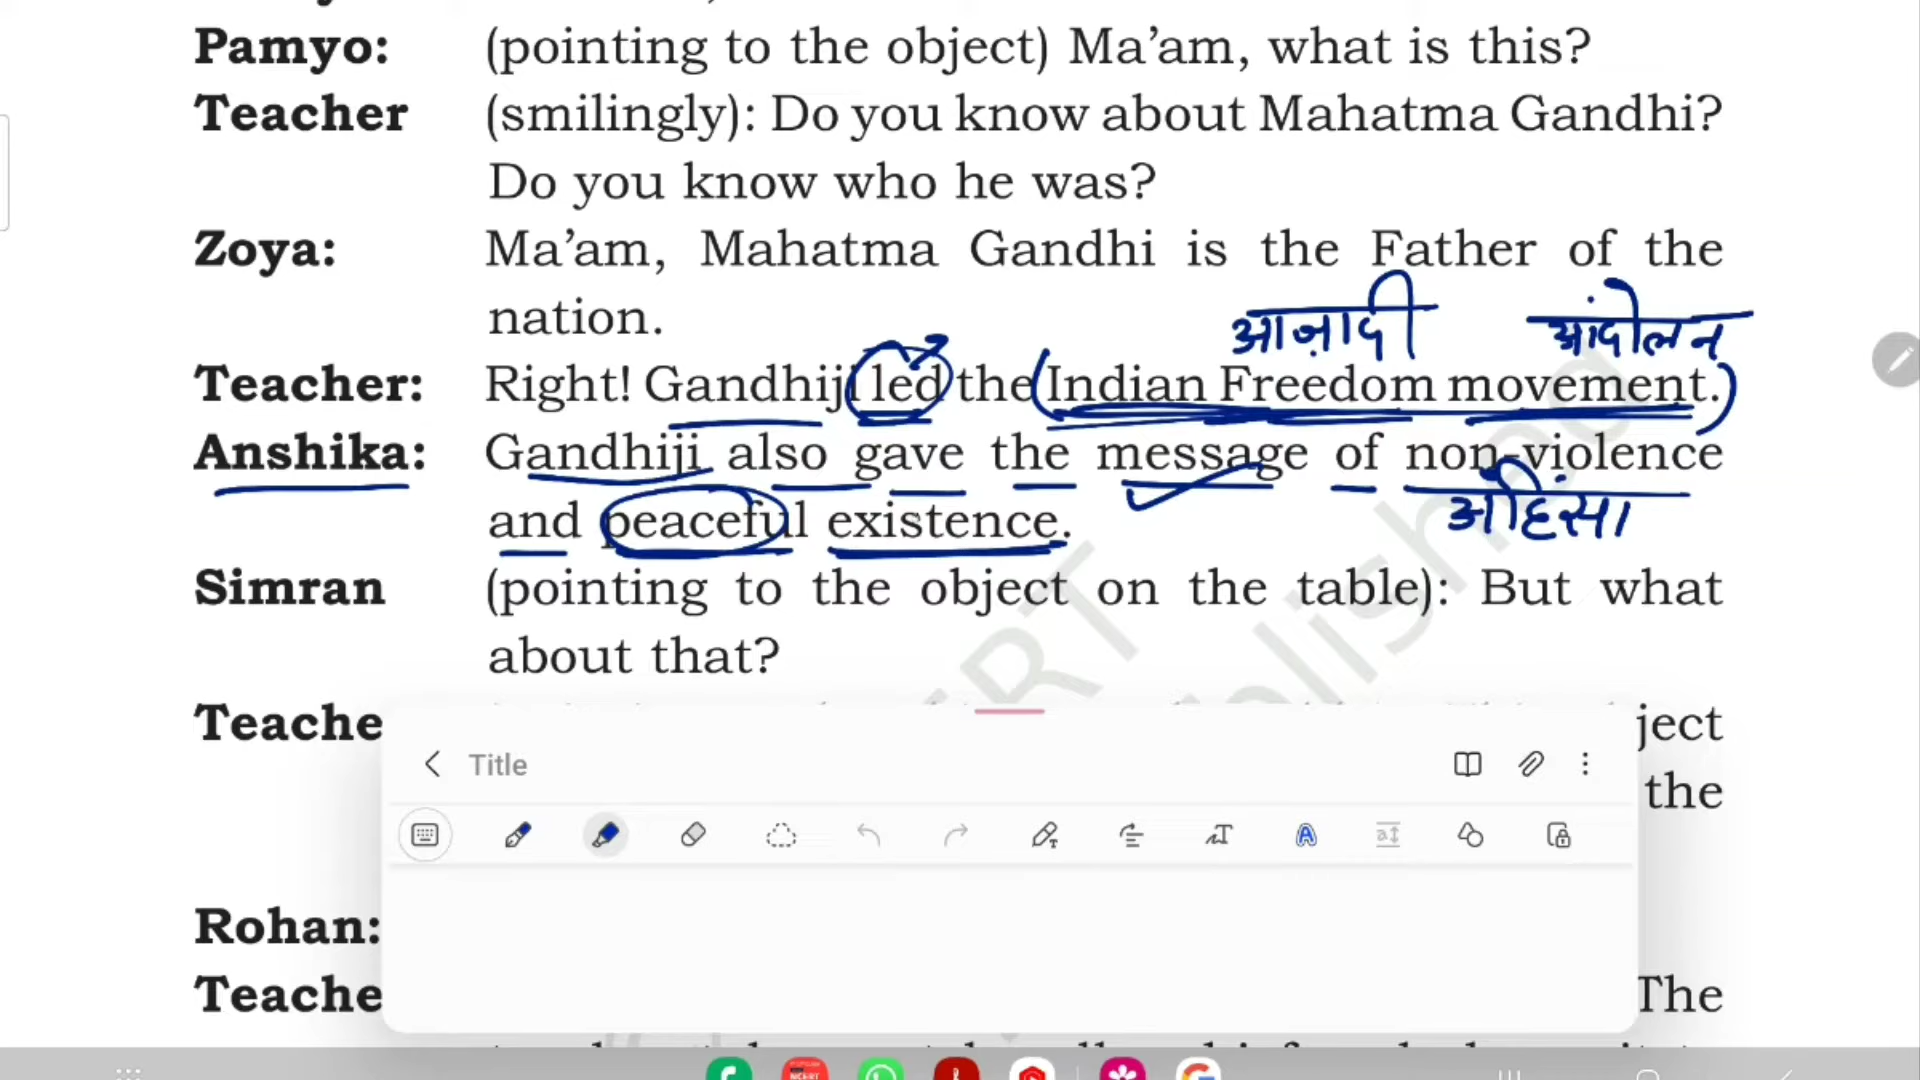 Pamyo: (pointing to the object) Ma’am, what is this?
Teacher (smilingly): Do you know about Mahatma Gandhi?
Do you know who he was?
Zoya: Ma’am, Mahatma Gandhi is the Father of the
nation.
आज़ादी आंदोलन
Teacher: Right! Gandhiji led the Indian Freedom movement.
Anshika: Gandhiji also gave the message of non-violence
अहिंसा
and peaceful existence.
Simran (pointing to the object on the table): But what
about that?
Teache ject
Title
the
Rohan:
Teache The